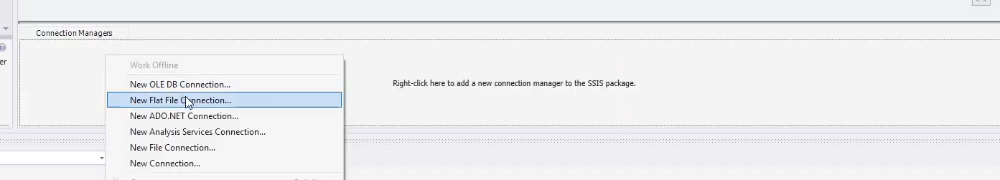 Connection Managers
er
Work Offline
New OLE DB Connection...
Right-click here to add a new connection manager to the SSIS package.
New Flat File Connection...
New ADO.NET Connection...
New Analysis Services Connection...
New File Connection...
New Connection...